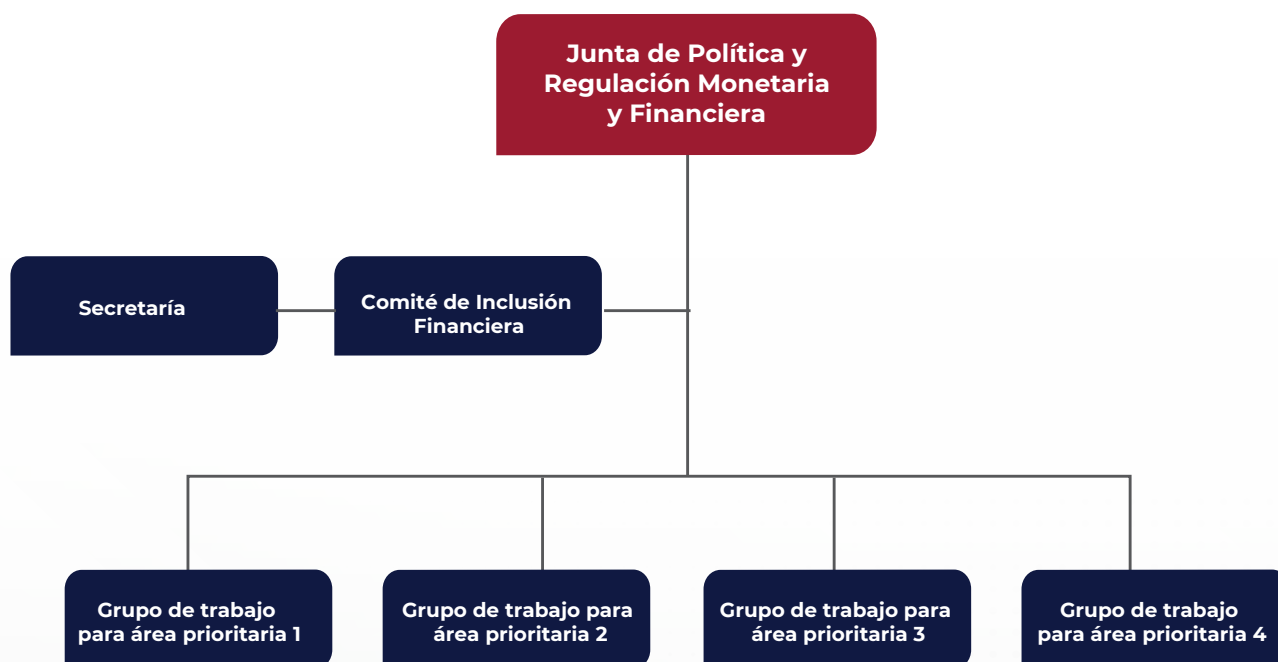 Junta de Política y
Regulación Monetaria
y Financiera
Secretaría
Comité de Inclusión
Financiera
Grupo de trabajo
para área prioritaria 1
Grupo de trabajo para
área prioritaria 2
Grupo de trabajo para
área prioritaria 3
Grupo de trabajo
para área prioritaria 4